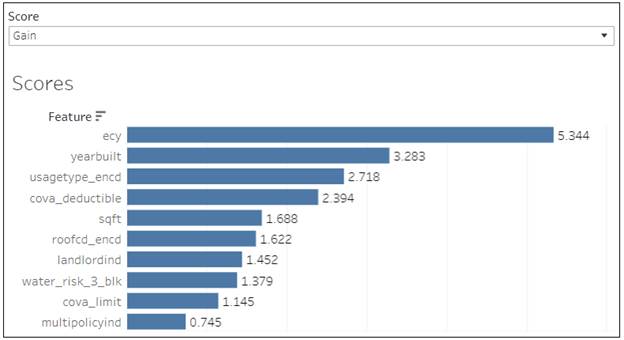 Score
Gain
Scores
Feature
ecy 5.344
yearbuilt 3.283
usagetype_encd 2.718
cova_deductible 2.394
sqft 1.688
roofcd_encd 1.622
landlordind 1.452
water_risk_3_blk 1.379
cova_limit 1.145
multipolicyind 0.745